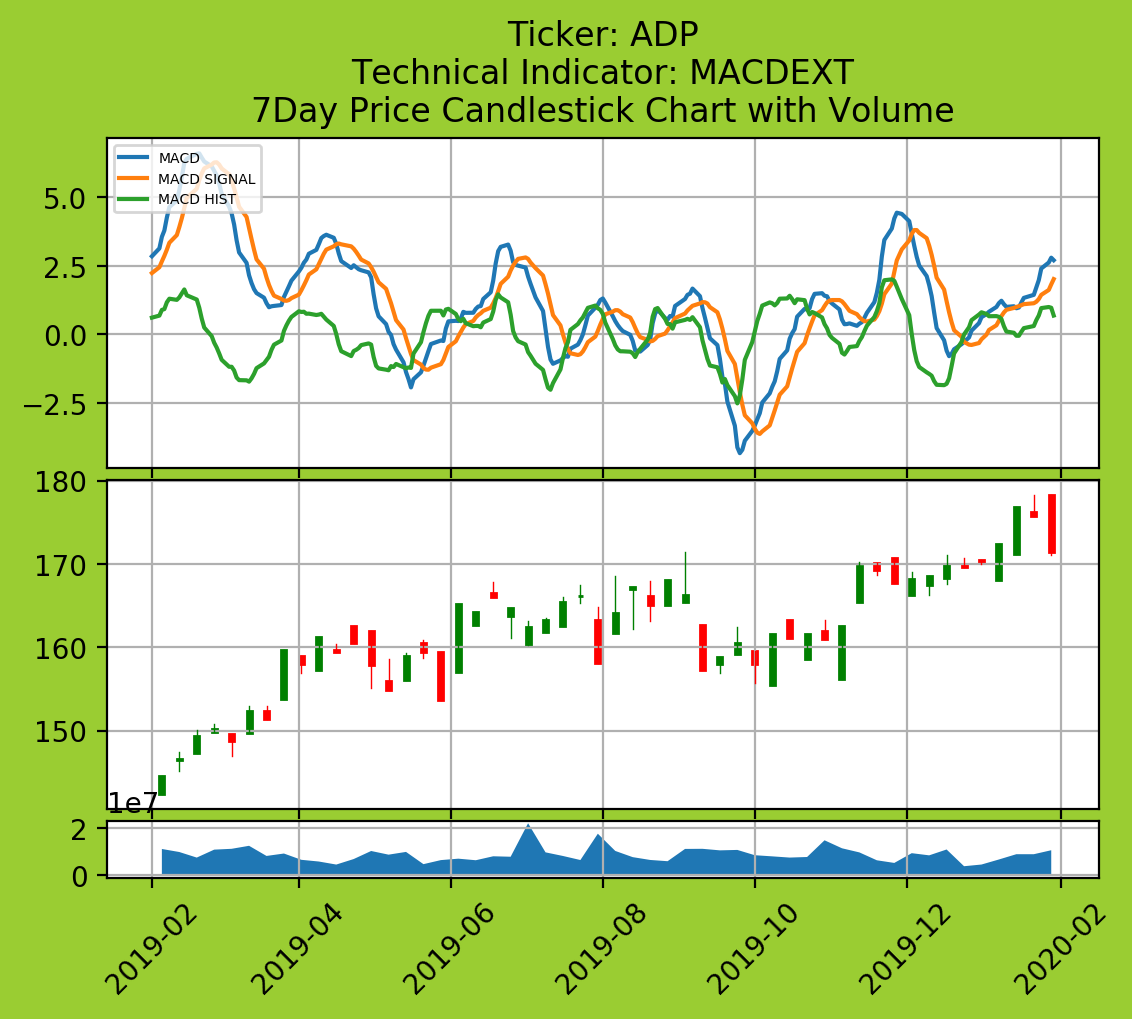 Ticker: ADP
Technical Indicator: MACDEXT
7Day Price Candlestick Chart with Volume
MACD
MACD SIGNAL
MACD HIST
5.0
2.5
0.0
−2.5
180
170
160
150
1e7
2
0
2019-02
2019-04
2019-06
2019-08
2019-10
2019-12
2020-02